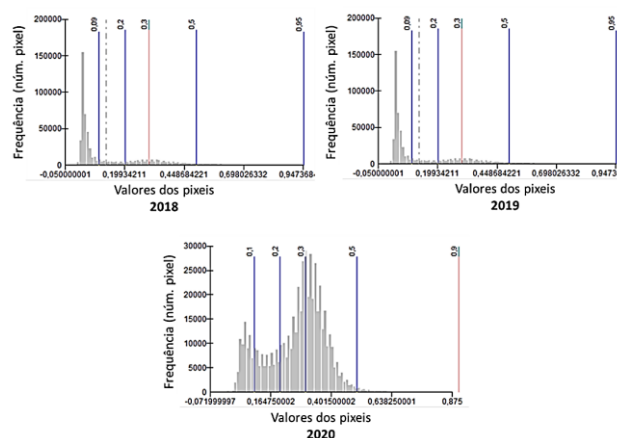 0,09 0,2 0,3 0,5 0,95
Frequência (núm. pixel)
200000
150000
100000
50000
0
-0,050000001 0,19934211 0,448684221 0,698026332 0,947368
Valores dos pixeis
2018
0,09 0,2 0,3 0,5 0,95
Frequência (núm. pixel)
200000
150000
100000
50000
0
-0,050000001 0,19934211 0,448684221 0,698026332 0,9473
Valores dos pixeis
2019
0,1 0,2 0,3 0,5 0,9
Frequência (núm. pixel)
30000
25000
20000
15000
10000
5000
0
-0,071999997 0,164750002 0,401500002 0,638250001 0,875
Valores dos pixeis
2020